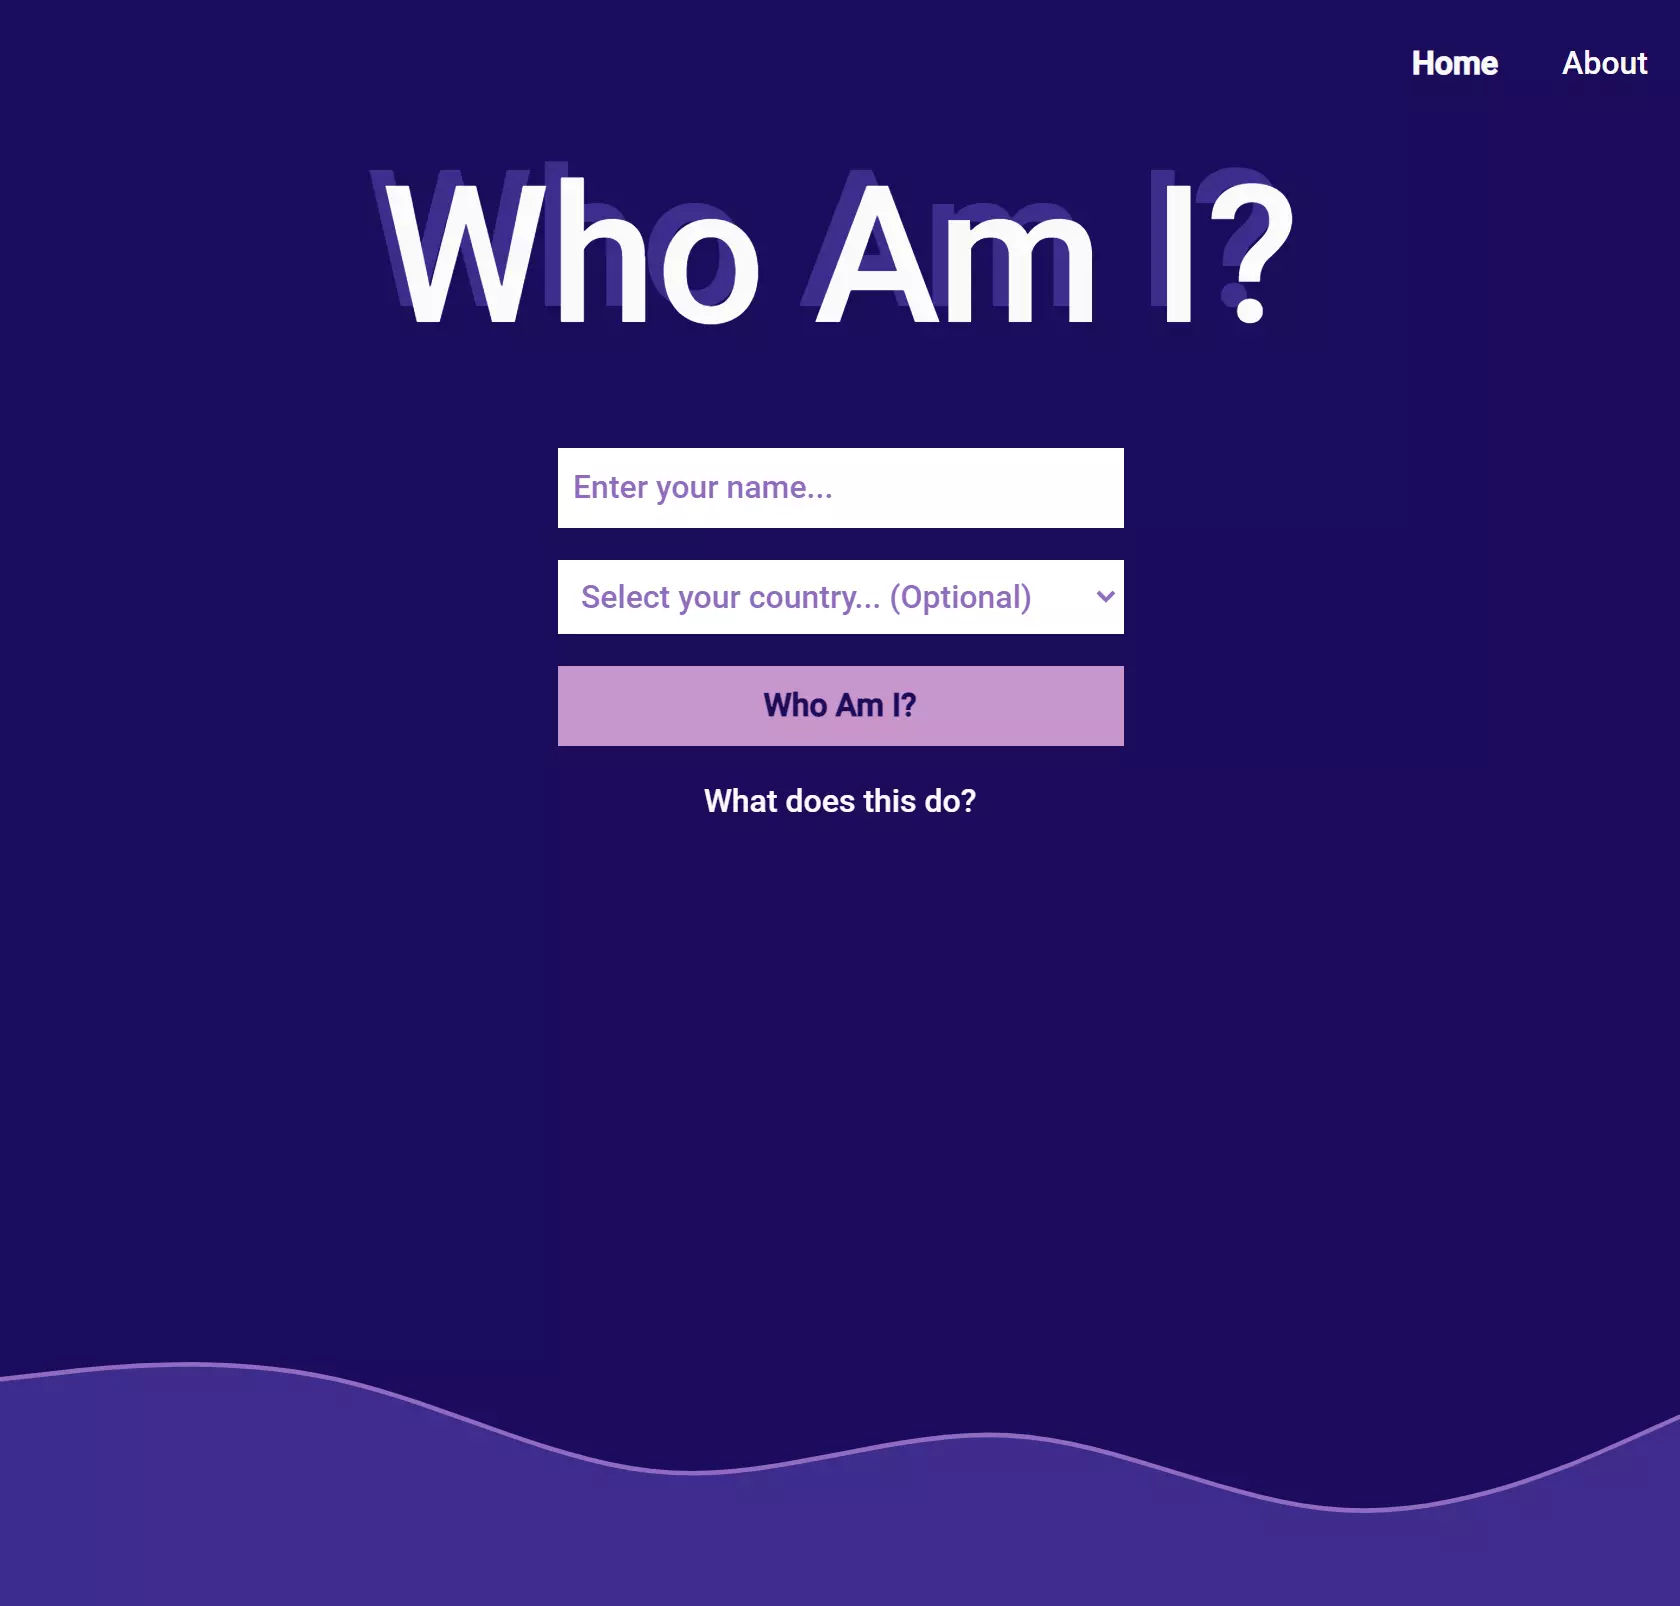 Home About
Who Am I?
Enter your name...
Select your country... (Optional)
Who Am I?
What does this do?